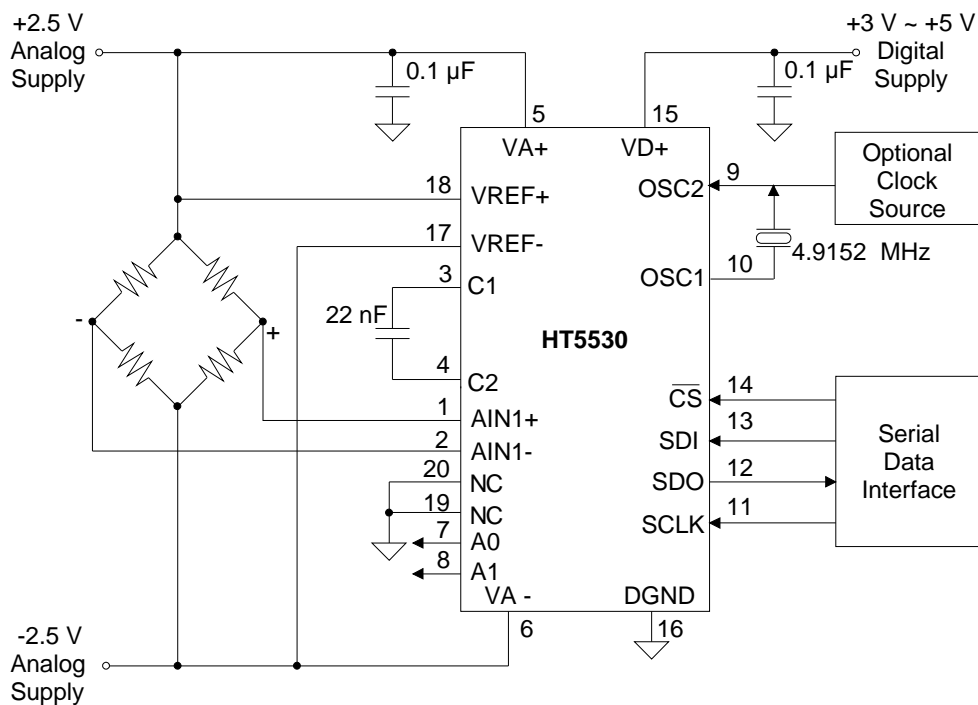 +2.5 V
Analog
Supply
+3 V ~ +5 V
Digital
Supply
0.1 µF
0.1 µF
5
15
VA+
VD+
Optional
Clock
Source
18
VREF+
OSC2
9
17
VREF-
4.9152 MHz
10
OSC1
3
C1
22 nF
HT5530
-
+
4
C2
CS
14
1
AIN1+
SDI
13
2
AIN1-
Serial
Data
Interface
20
NC
SDO
12
19
NC
SCLK
11
7
A0
8
A1
VA -
DGND
6
16
-2.5 V
Analog
Supply